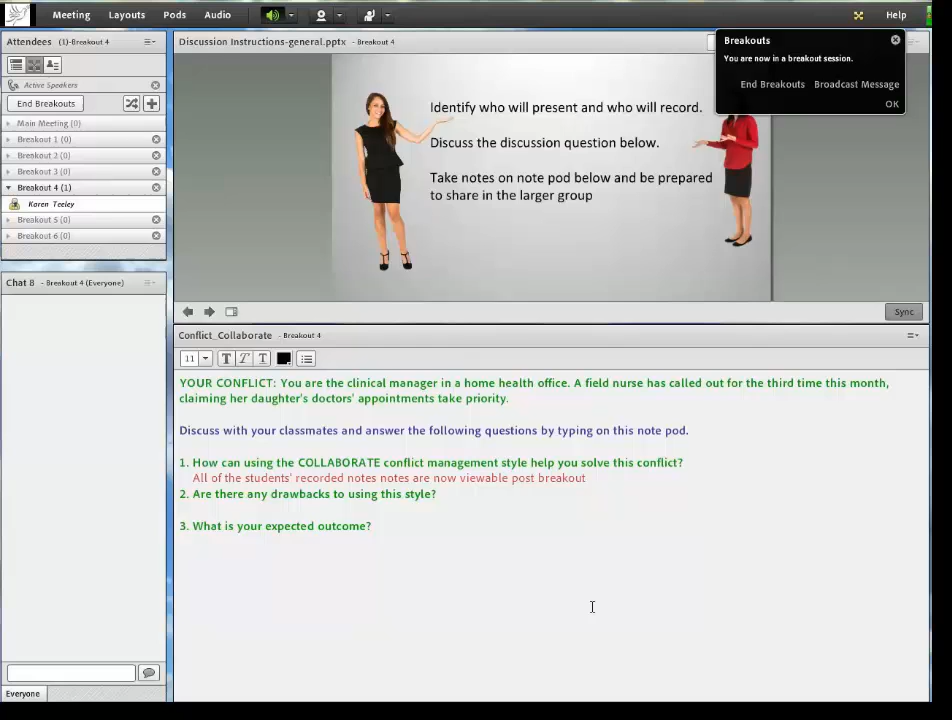 Meeting Layouts Pods Audio Help
Attendees (1)-Breakout 4
Active Speakers
End Breakouts
Main Meeting (0)
Breakout 1 (0)
Breakout 2 (0)
Breakout 3 (0)
Breakout 4 (1)
Karen Teeley
Breakout 5 (0)
Breakout 6 (0)
Chat 8 - Breakout 4 (Everyone)
Everyone
Discussion Instructions-general.pptx - Breakout 4
Identify who will present and who will record.
Discuss the discussion question below.
Take notes on note pod below and be prepared
to share in the larger group
Sync
Breakouts
You are now in a breakout session.
End Breakouts Broadcast Message
OK
Conflict_Collaborate - Breakout 4
11 T T T
YOUR CONFLICT: You are the clinical manager in a home health office. A field nurse has called out for the third time this month,
claiming her daughter's doctors' appointments take priority.
Discuss with your classmates and answer the following questions by typing on this note pod.
1. How can using the COLLABORATE conflict management style help you solve this conflict?
All of the students' recorded notes notes are now viewable post breakout
2. Are there any drawbacks to using this style?
3. What is your expected outcome?